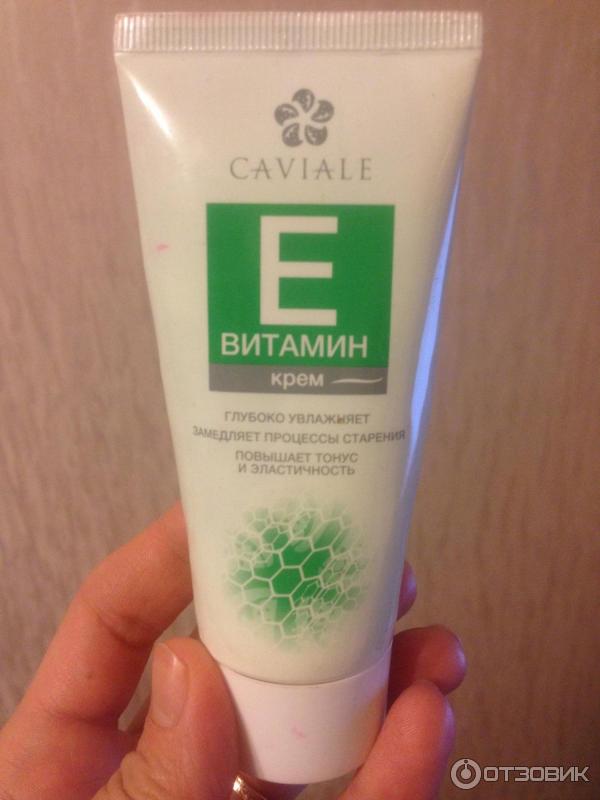 CAVIALE
E
ВИТАМИН
крем
ГЛУБОКО УВЛАЖНЯЕТ
ЗАМЕДЛЯЕТ ПРОЦЕССЫ СТАРЕНИЯ
ПОВЫШАЕТ ТОНУС
И ЭЛАСТИЧНОСТЬ
ОТЗОВИК